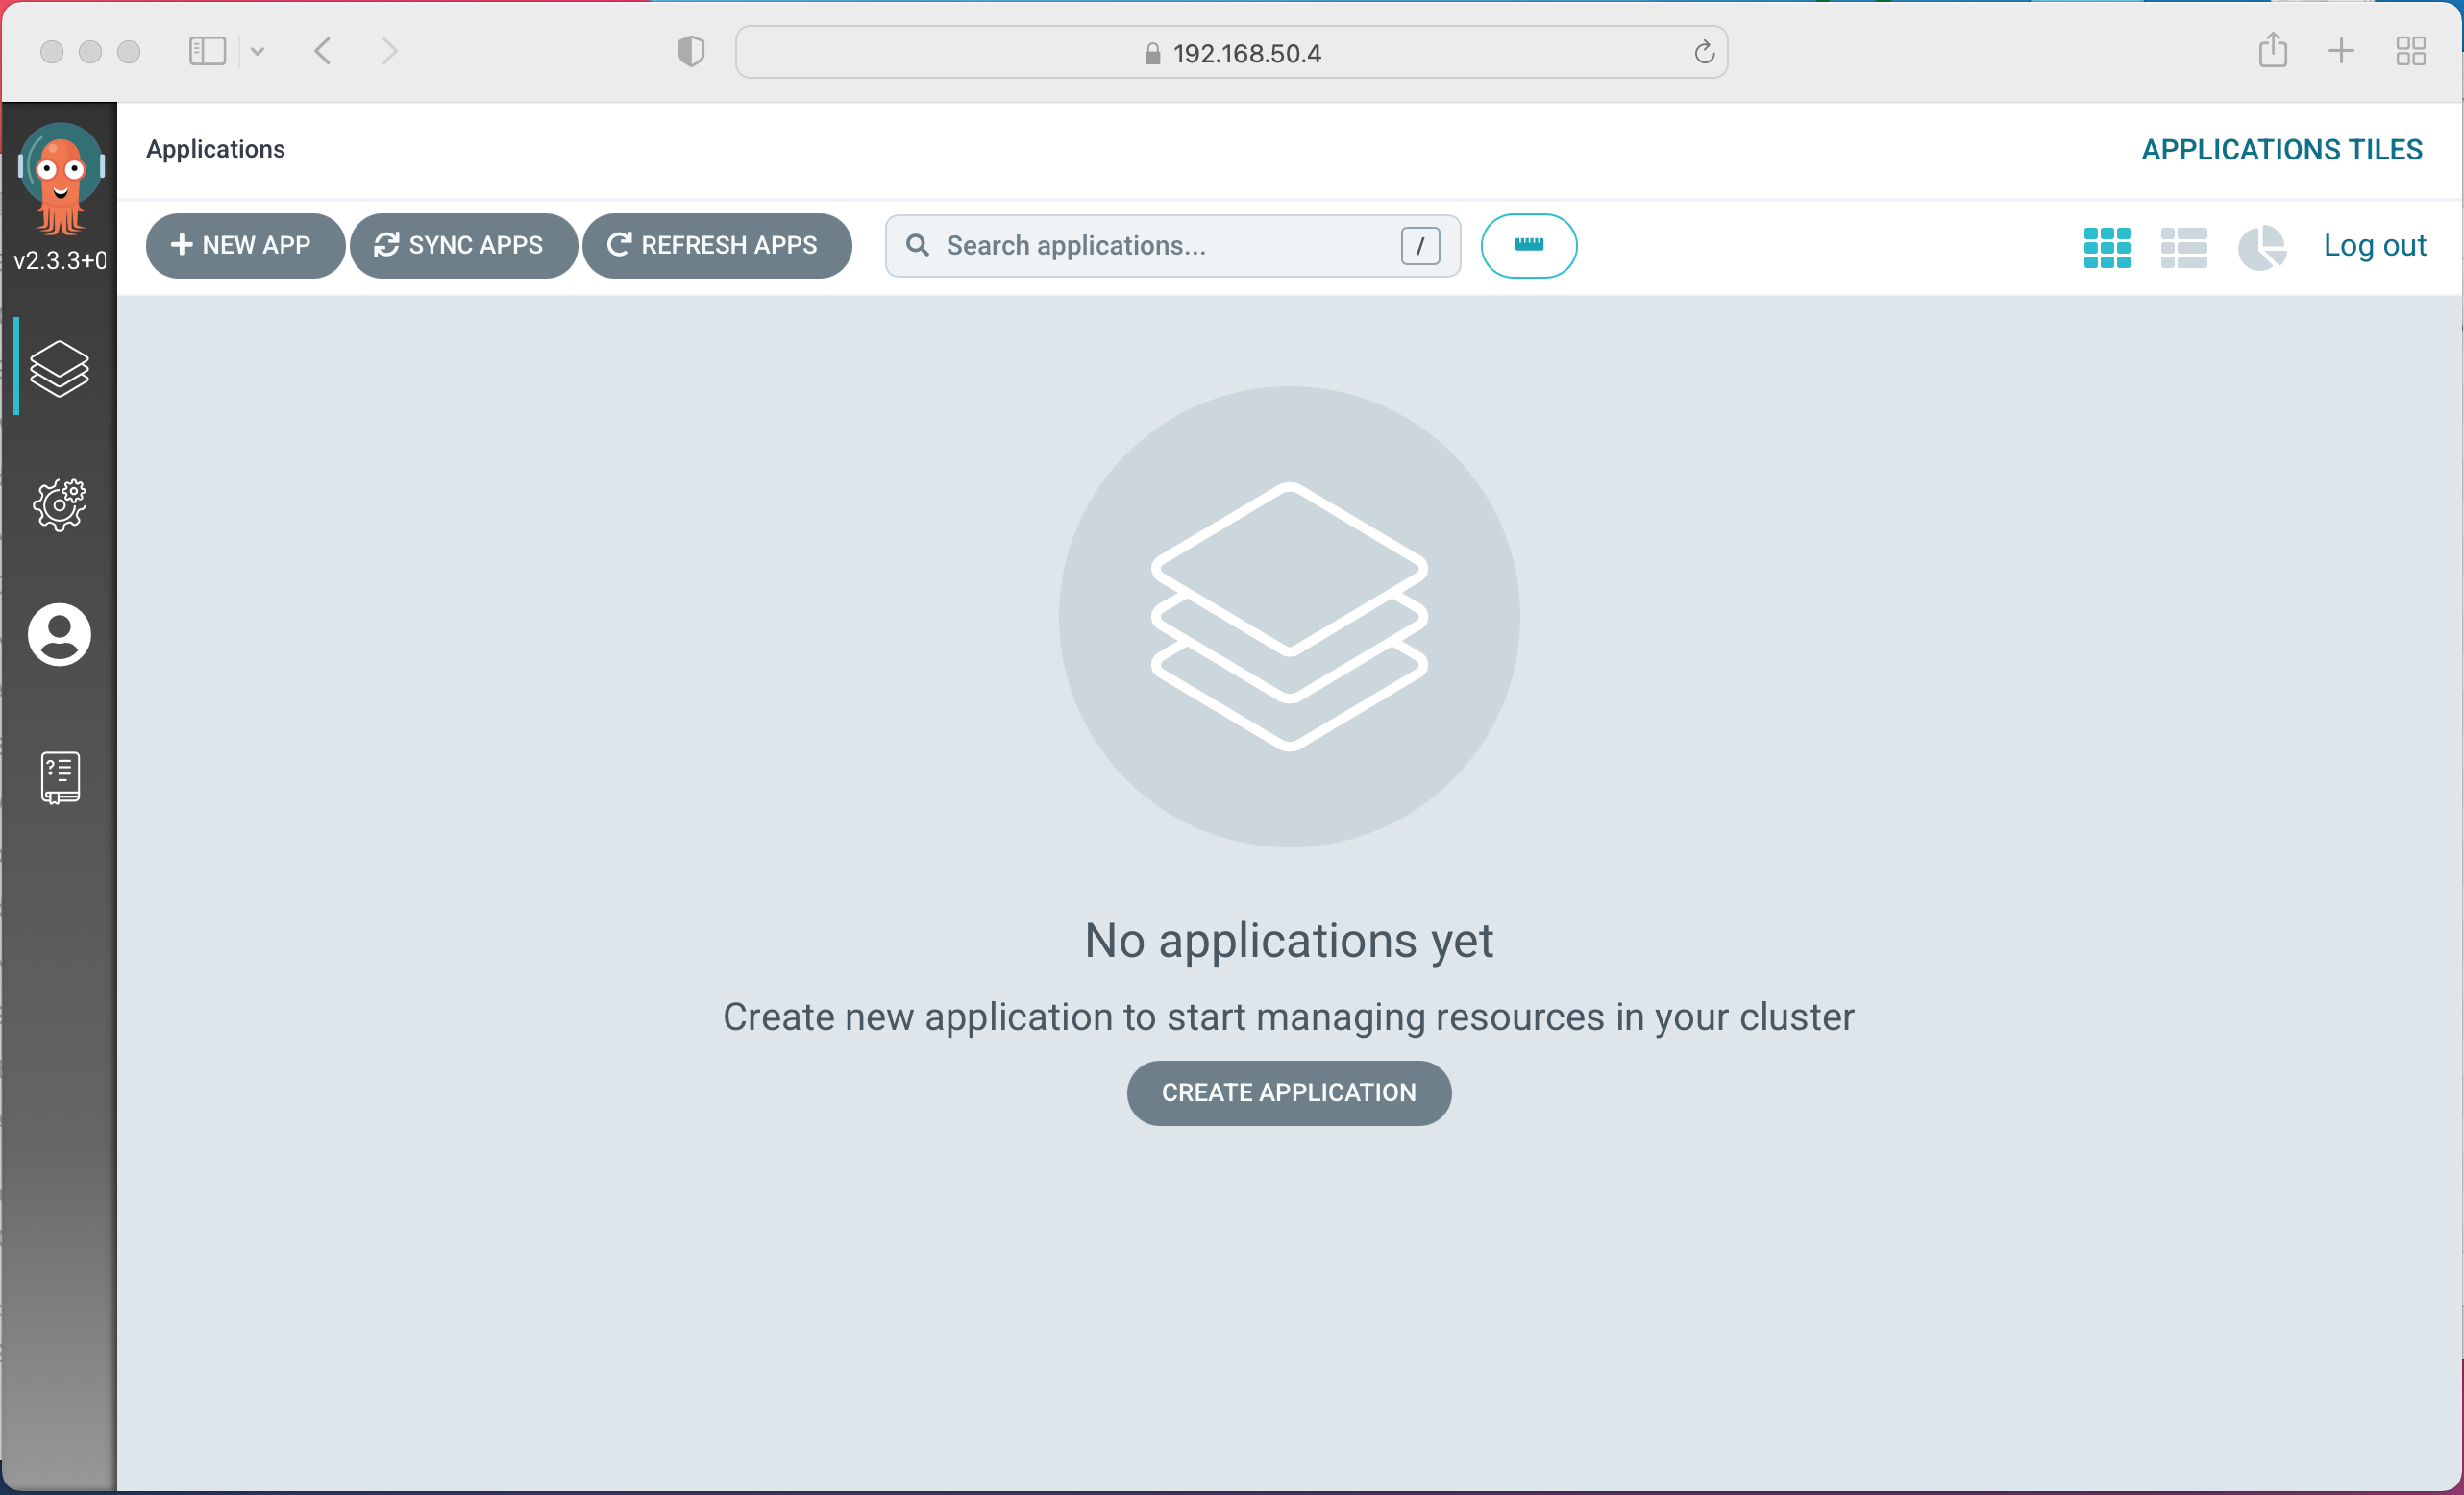 192.168.50.4
Applications
APPLICATIONS TILES
v2.3.3+0
NEW APP
SYNC APPS
REFRESH APPS
Search applications...
/
Log out
No applications yet
Create new application to start managing resources in your cluster
CREATE APPLICATION